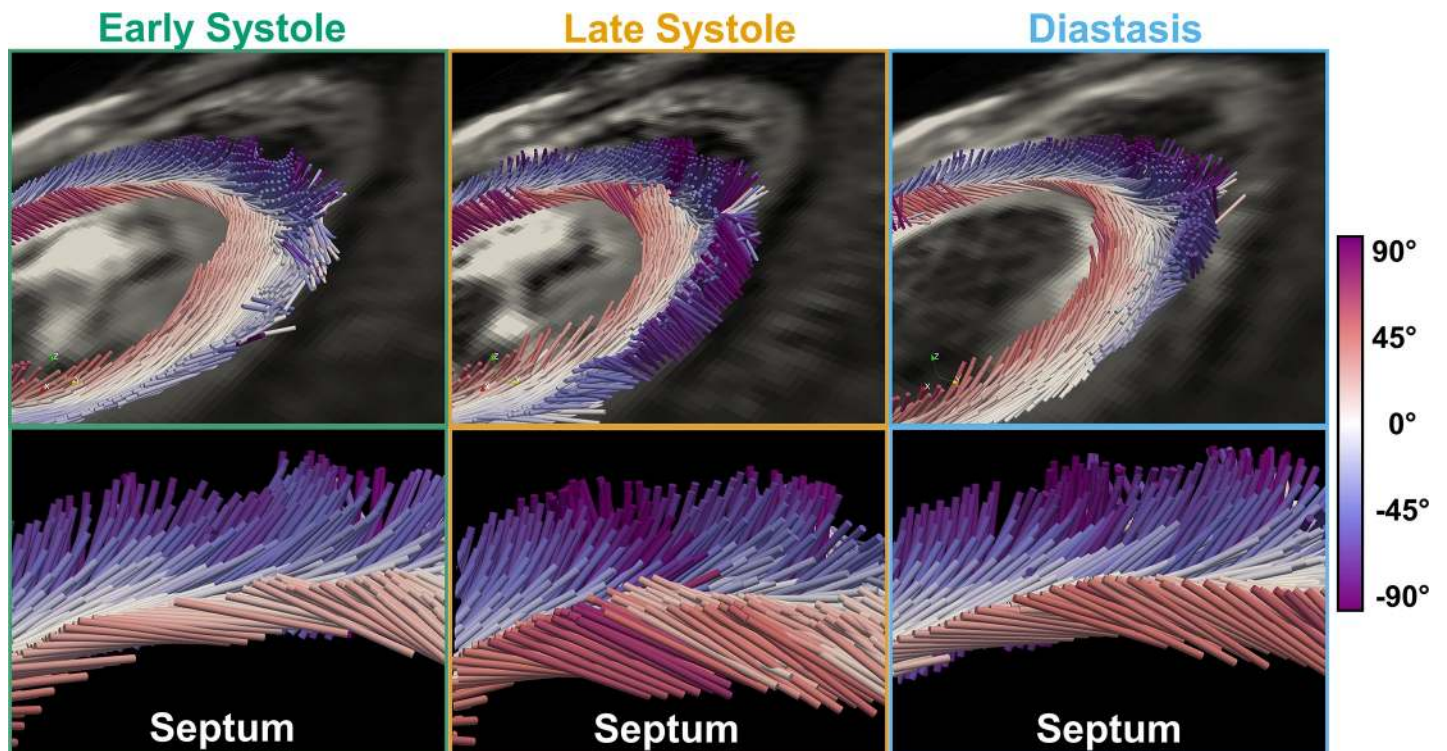 Early Systole
Late Systole
Diastasis
z
x
z
x
z
x
y
90°
45°
0°
-45°
-90°
Septum
Septum
Septum